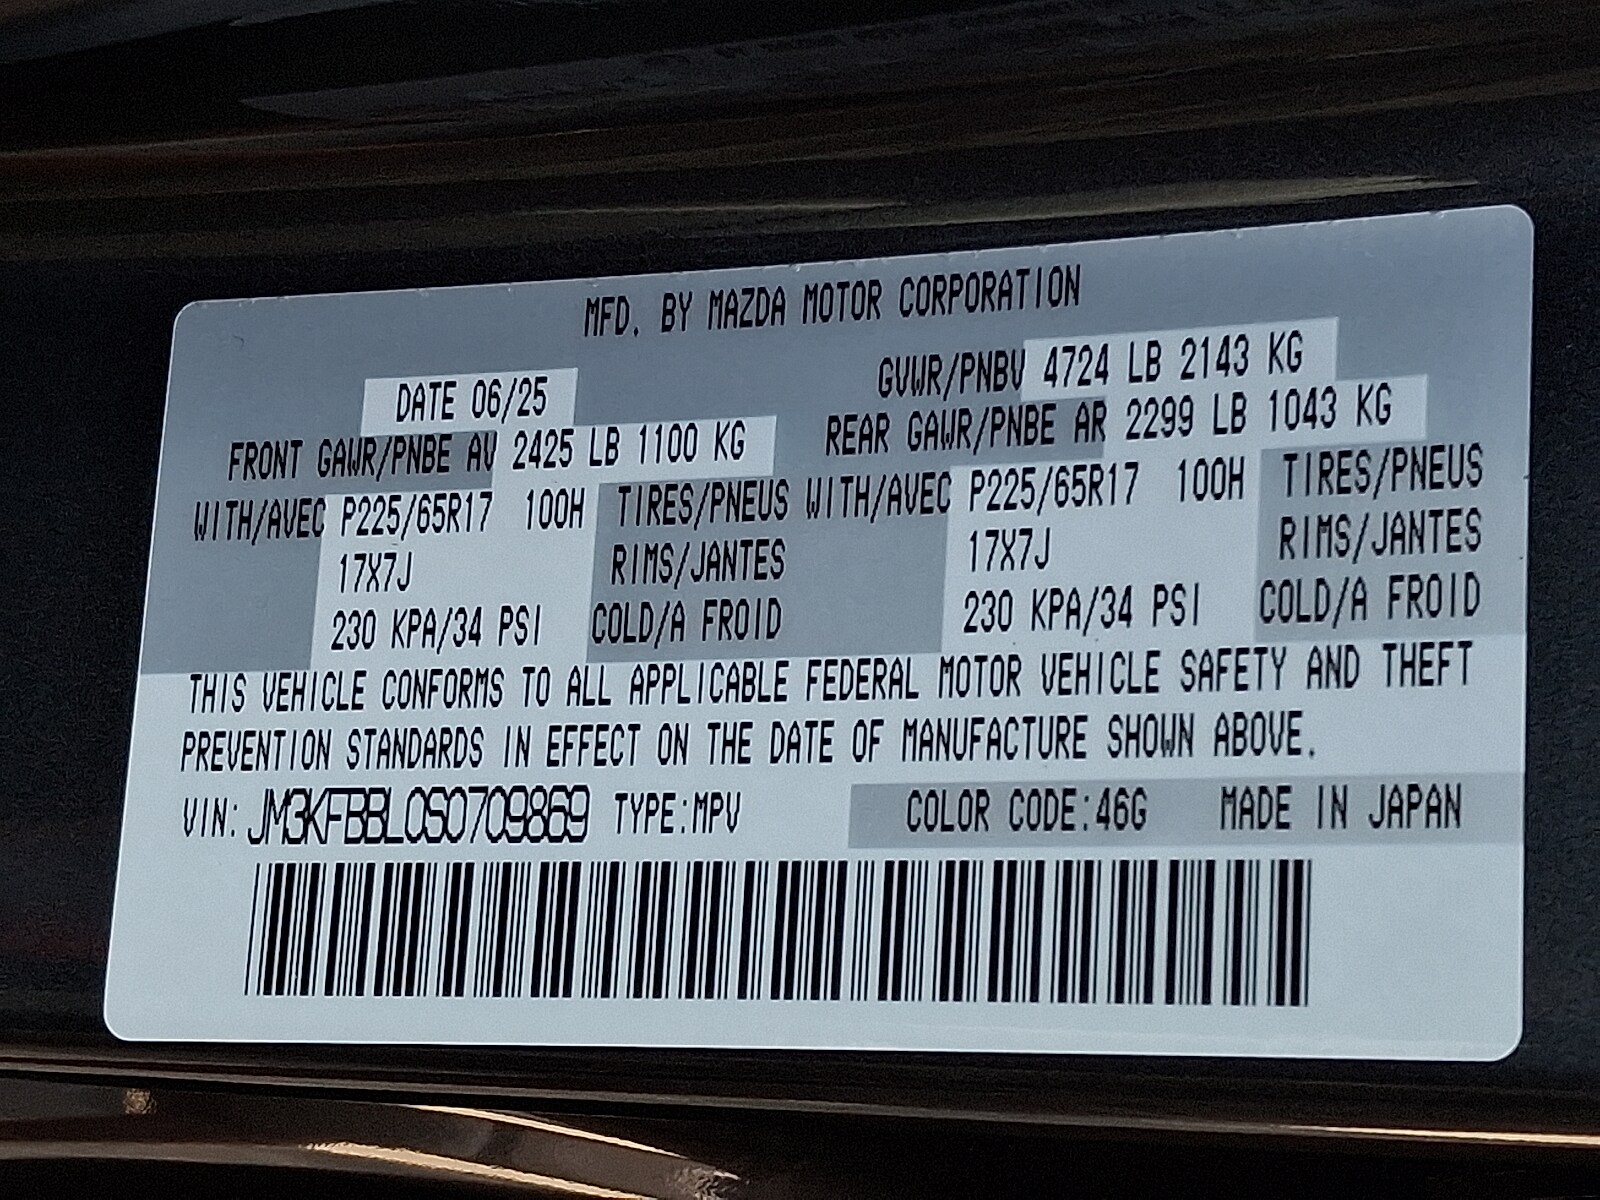 MFD. BY MAZDA MOTOR CORPORATION
DATE 06/25 GVWR/PNBV 4724 LB 2143 KG
FRONT GAWR/PNBE AV 2425 LB 1100 KG REAR GAWR/PNBE AR 2299 LB 1043 KG
WITH/AVEC P225/65R17 100H TIRES/PNEUS WITH/AVEC P225/65R17 100H TIRES/PNEUS
17X7J RIMS/JANTES 17X7J RIMS/JANTES
230 KPA/34 PSI COLD/A FROID 230 KPA/34 PSI COLD/A FROID
THIS VEHICLE CONFORMS TO ALL APPLICABLE FEDERAL MOTOR VEHICLE SAFETY AND THEFT
PREVENTION STANDARDS IN EFFECT ON THE DATE OF MANUFACTURE SHOWN ABOVE.
VIN: JM3KFBBL0S0709869 TYPE:MPV COLOR CODE:46G MADE IN JAPAN